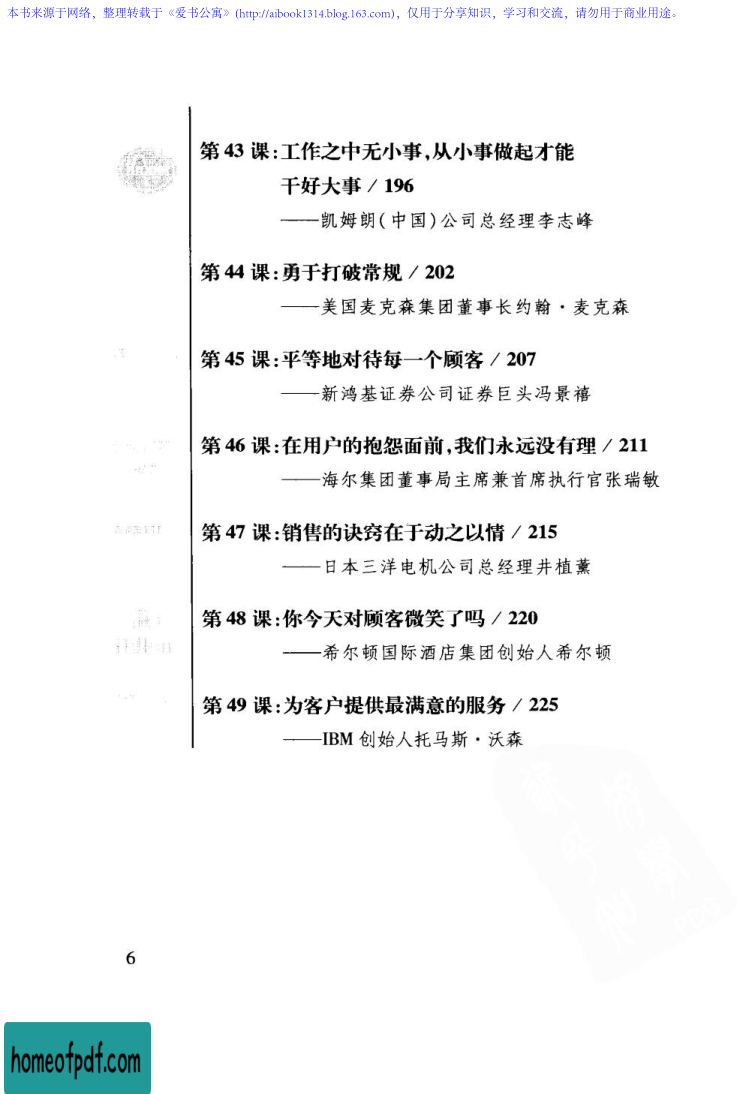 本书来源于网络，整理转载于《爱书公寓》(http://aibook1314.blog.163.com)，仅用于分享知识，学习和交流，请勿用于商业用途。
第 43 课:工作之中无小事,从小事做起才能
干好大事 / 196
——凯姆朗(中国)公司总经理李志峰
第 44 课:勇于打破常规 / 202
——美国麦克森集团董事长约翰·麦克森
第 45 课:平等地对待每一个顾客 / 207
——新鸿基证券公司证券巨头冯景禧
第 46 课:在用户的抱怨面前,我们永远没有理 / 211
——海尔集团董事局主席兼首席执行官张瑞敏
第 47 课:销售的诀窍在于动之以情 / 215
——日本三洋电机公司总经理井植薰
第 48 课:你今天对顾客微笑了吗 / 220
——希尔顿国际酒店集团创始人希尔顿
第 49 课:为客户提供最满意的服务 / 225
——IBM 创始人托马斯·沃森
6
homeofpdf.com